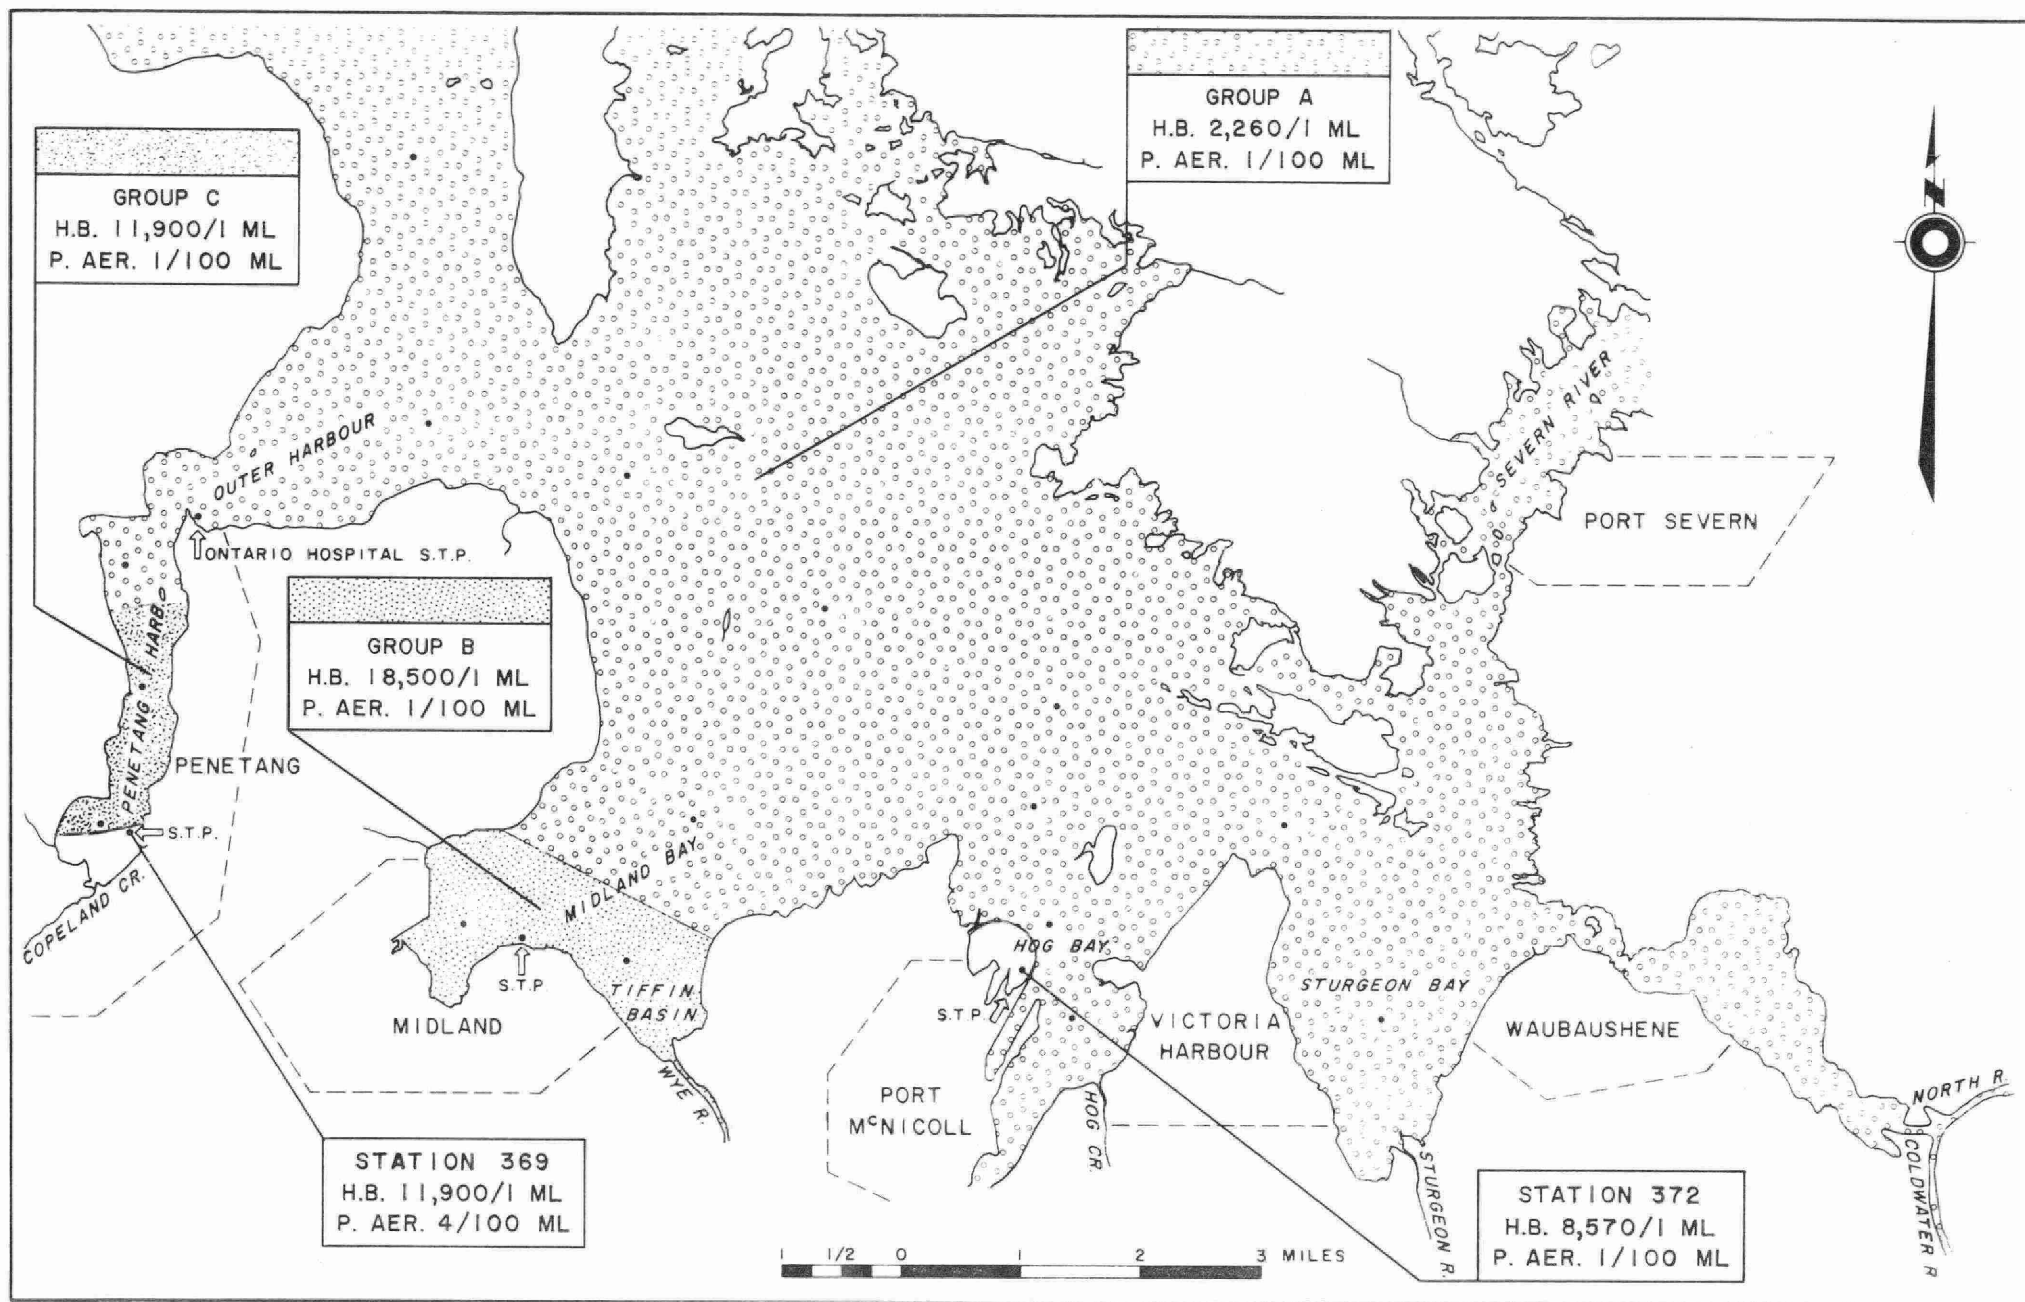 GROUP A
H.B. 2,260/1 ML
P. AER. 1/100 ML
GROUP C
H.B. 11,900/1 ML
P. AER. 1/100 ML
N
OUTER HARBOUR
SEVERN RIVER
PORT SEVERN
ONTARIO HOSPITAL S.T.P.
GROUP B
H.B. 18,500/1 ML
P. AER. 1/100 ML
PENETANG HARB
PENETANG
S.T.P.
MIDLAND BAY
COPELAND CR.
HOG BAY
S.T.P.
TIFFIN
BASIN
STURGEON BAY
MIDLAND
S.T.P.
VICTORIA
HARBOUR
WAUBAUSHENE
WYE R.
PORT
McNICOLL
HOG CR.
NORTH R.
COLDWATER R
STURGEON R.
STATION 369
H.B. 11,900/1 ML
P. AER. 4/100 ML
STATION 372
H.B. 8,570/1 ML
P. AER. 1/100 ML
1 1/2 0 1 2 3 MILES